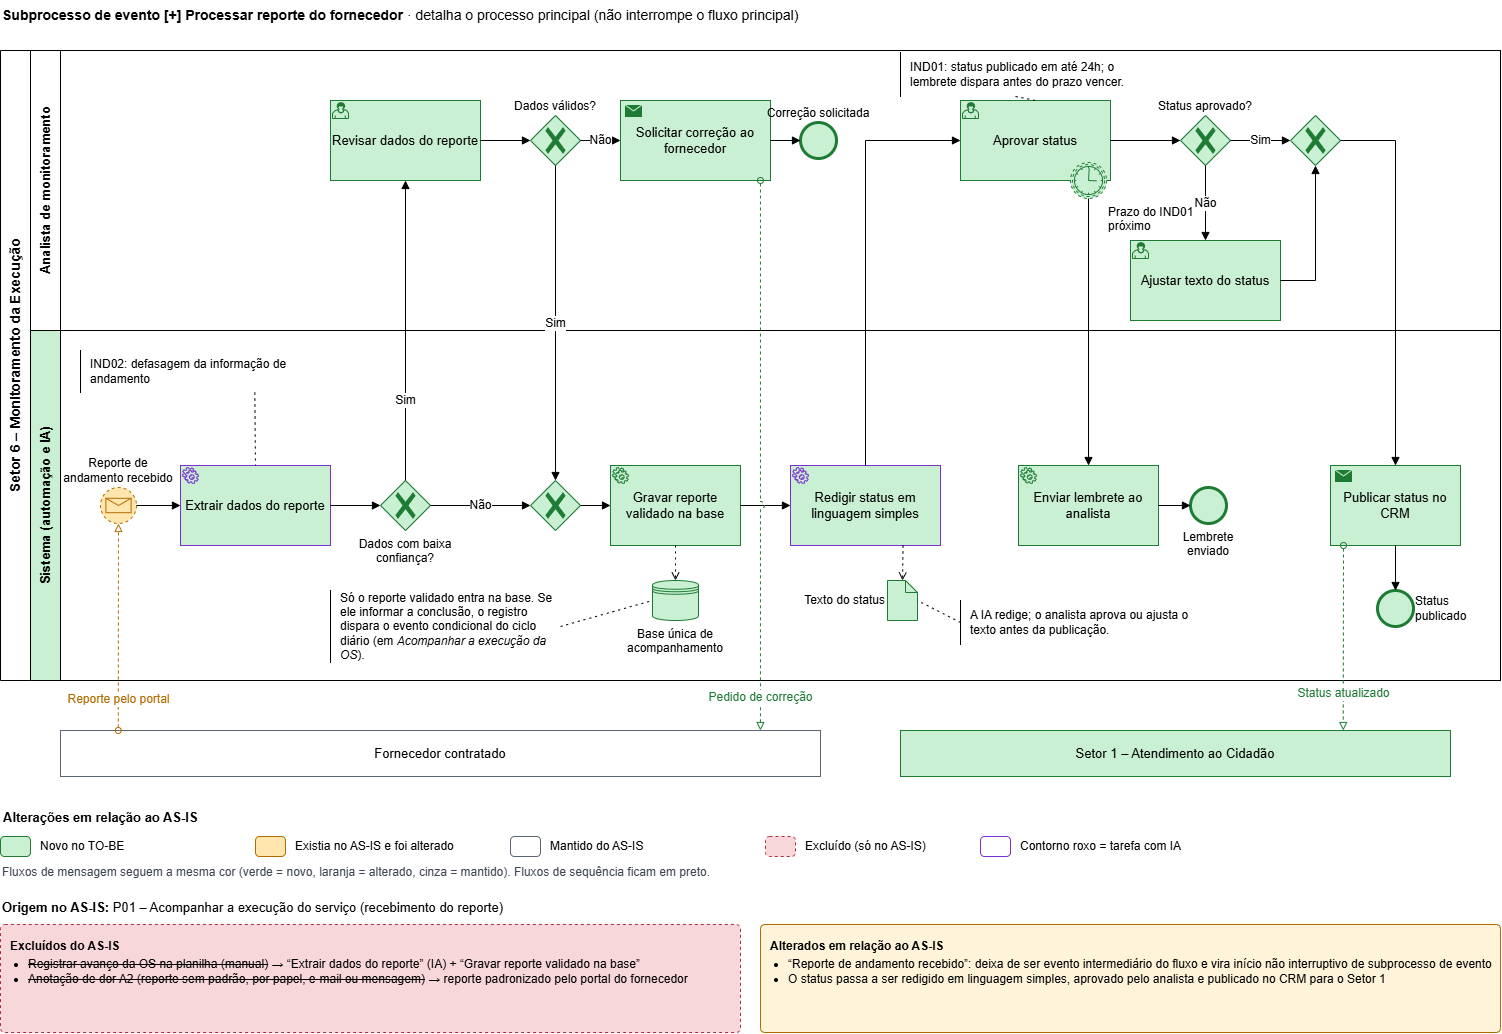 Subprocesso de evento [+] Processar reporte do fornecedor · detalha o processo principal (não interrompe o fluxo principal)
Setor 6 – Monitoramento da Execução
Analista de monitoramento
IND01: status publicado em até 24h; o
lembrete dispara antes do prazo vencer.
Revisar dados do reporte
Dados válidos?
Não
Solicitar correção ao
fornecedor
Correção solicitada
Aprovar status
Status aprovado?
Sim
Não
Prazo do IND01
próximo
Ajustar texto do status
Sim
Sistema (automação e IA)
IND02: defasagem da informação de
andamento
Sim
Reporte de
andamento recebido
Extrair dados do reporte
Dados com baixa
confiança?
Não
Gravar reporte
validado na base
Redigir status em
linguagem simples
Enviar lembrete ao
analista
Lembrete
enviado
Publicar status no
CRM
Status
publicado
Só o reporte validado entra na base. Se
ele informar a conclusão, o registro
dispara o evento condicional do ciclo
diário (em Acompanhar a execução da
OS).
Base única de
acompanhamento
Texto do status
A IA redige; o analista aprova ou ajusta o
texto antes da publicação.
Reporte pelo portal
Pedido de correção
Status atualizado
Fornecedor contratado
Setor 1 – Atendimento ao Cidadão
Alterações em relação ao AS-IS
Novo no TO-BE
Existia no AS-IS e foi alterado
Mantido do AS-IS
Excluído (só no AS-IS)
Contorno roxo = tarefa com IA
Fluxos de mensagem seguem a mesma cor (verde = novo, laranja = alterado, cinza = mantido). Fluxos de sequência ficam em preto.
Origem no AS-IS: P01 – Acompanhar a execução do serviço (recebimento do reporte)
Excluídos do AS-IS
• Registrar avanço da OS na planilha (manual) → “Extrair dados do reporte” (IA) + “Gravar reporte validado na base”
• Anotação de dor A2 (reporte sem padrão, por papel, e-mail ou mensagem) → reporte padronizado pelo portal do fornecedor
Alterados em relação ao AS-IS
• “Reporte de andamento recebido”: deixa de ser evento intermediário do fluxo e vira início não interruptivo de subprocesso de evento
• O status passa a ser redigido em linguagem simples, aprovado pelo analista e publicado no CRM para o Setor 1